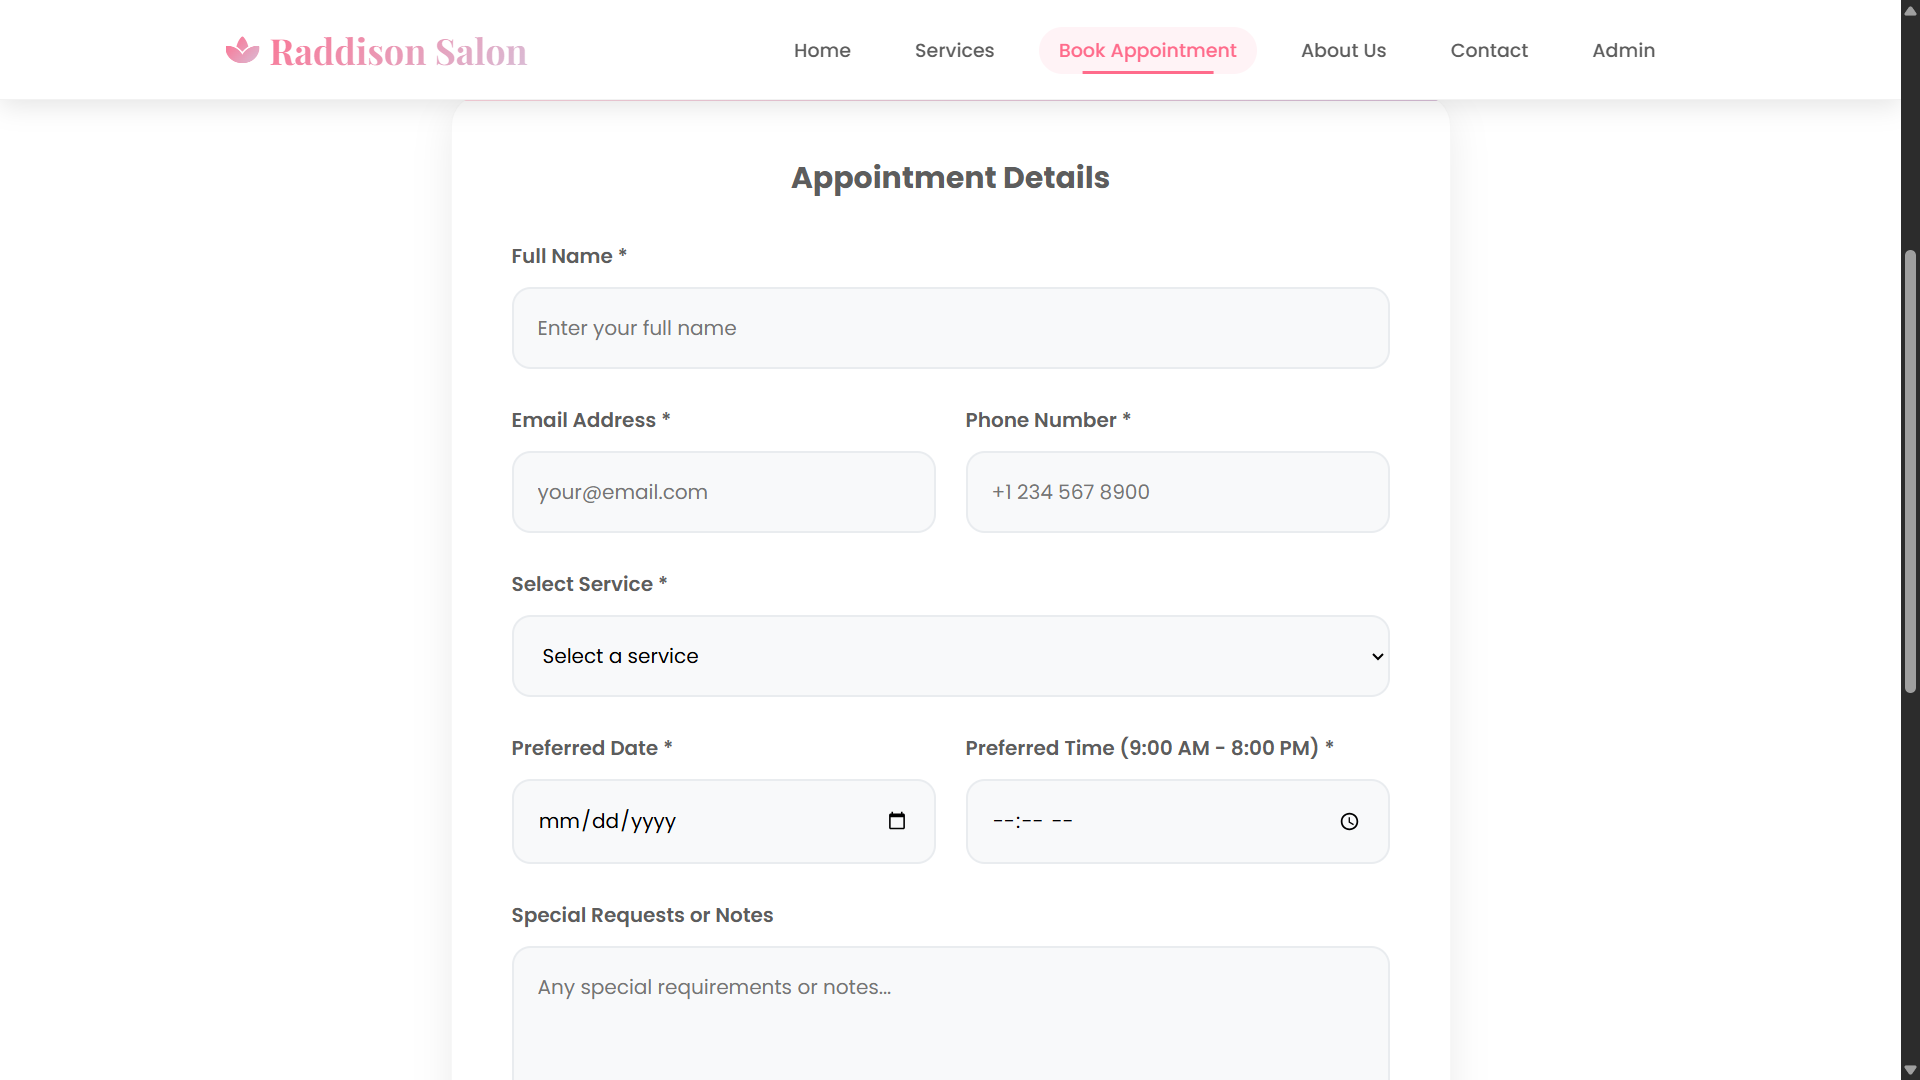 Raddison Salon
Home Services Book Appointment About Us Contact Admin
Appointment Details
Full Name *
Enter your full name
Email Address * Phone Number *
your@email.com +1 234 567 8900
Select Service *
Select a service
Preferred Date * Preferred Time (9:00 AM - 8:00 PM) *
mm/dd/yyyy --:-- --
Special Requests or Notes
Any special requirements or notes...